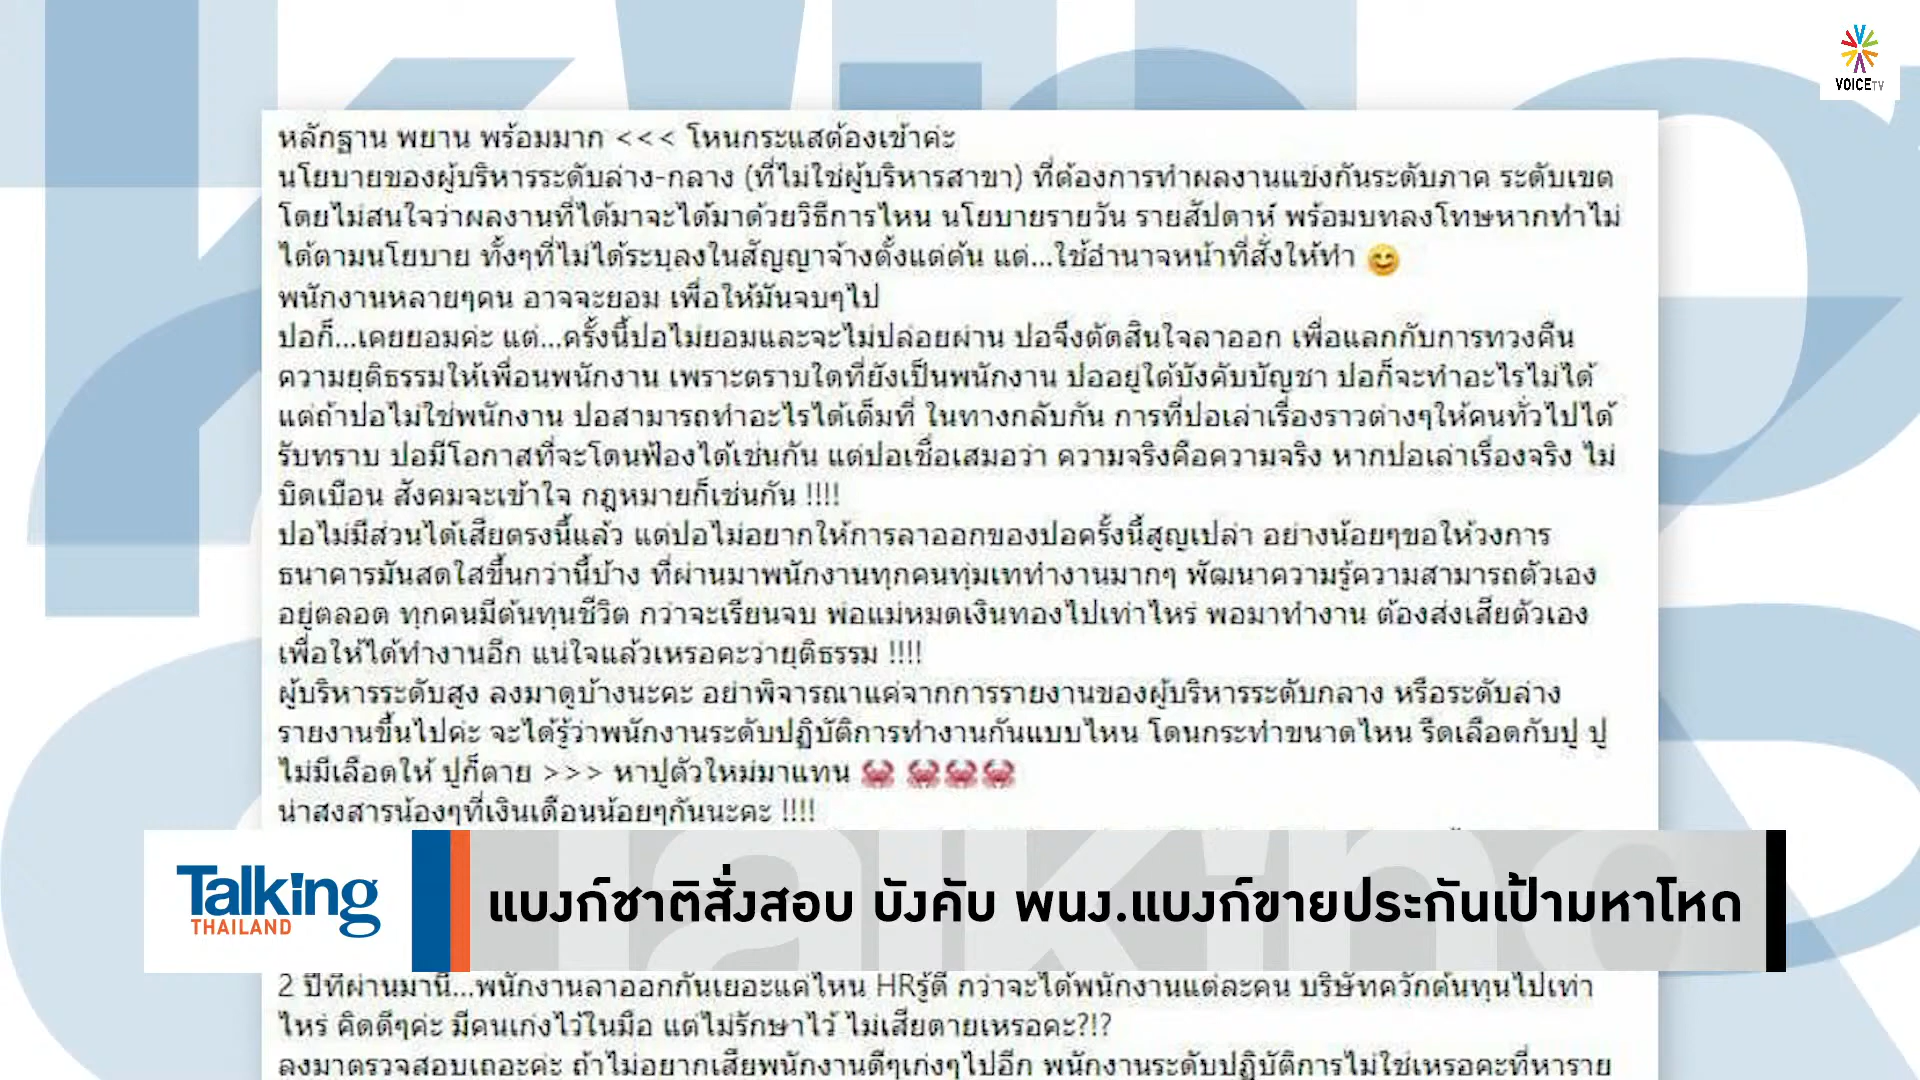 VOICETV
หลักฐาน พยาน พร้อมมาก <<< โหนกระแสต้องเข้าค่ะ
นโยบายของผู้บริหารระดับล่าง-กลาง (ที่ไม่ใช่ผู้บริหารสาขา) ที่ต้องการทำผลงานแข่งกันระดับภาค ระดับเขต
โดยไม่สนใจว่าผลงานที่ได้มาจะได้มาด้วยวิธีการไหน นโยบายรายวัน รายสัปดาห์ พร้อมบทลงโทษหากทำไม่
ได้ตามนโยบาย ทั้งๆที่ไม่ได้ระบุลงในสัญญาจ้างตั้งแต่ต้น แต่...ใช้อำนาจหน้าที่สั่งให้ทำ 😊
พนักงานหลายๆคน อาจจะยอม เพื่อให้มันจบๆไป
ปอก็...เคยยอมค่ะ แต่...ครั้งนี้ปอไม่ยอมและจะไม่ปล่อยผ่าน ปอจึงตัดสินใจลาออก เพื่อแลกกับการทวงคืน
ความยุติธรรมให้เพื่อนพนักงาน เพราะตราบใดที่ยังเป็นพนักงาน ปออยู่ใต้บังคับบัญชา ปอก็จะทำอะไรไม่ได้
แต่ถ้าปอไม่ใช่พนักงาน ปอสามารถทำอะไรได้เต็มที่ ในทางกลับกัน การที่ปอเล่าเรื่องราวต่างๆให้คนทั่วไปได้
รับทราบ ปอมีโอกาสที่จะโดนฟ้องได้เช่นกัน แต่ปอเชื่อเสมอว่า ความจริงคือความจริง หากปอเล่าเรื่องจริง ไม่
บิดเบือน สังคมจะเข้าใจ กฎหมายก็เช่นกัน !!!!
ปอไม่มีส่วนได้เสียตรงนี้แล้ว แต่ปอไม่อยากให้การลาออกของปอครั้งนี้สูญเปล่า อย่างน้อยๆขอให้วงการ
ธนาคารมันสดใสขึ้นกว่านี้บ้าง ที่ผ่านมาพนักงานทุกคนทุ่มเททำงานมากๆ พัฒนาความรู้ความสามารถตัวเอง
อยู่ตลอด ทุกคนมีต้นทุนชีวิต กว่าจะเรียนจบ พ่อแม่หมดเงินทองไปเท่าไหร่ พอมาทำงาน ต้องส่งเสียตัวเอง
เพื่อให้ได้ทำงานอีก แน่ใจแล้วเหรอคะว่ายุติธรรม !!!!
ผู้บริหารระดับสูง ลงมาดูบ้างนะคะ อย่าพิจารณาแค่จากการรายงานของผู้บริหารระดับกลาง หรือระดับล่าง
รายงานขึ้นไปค่ะ จะได้รู้ว่าพนักงานระดับปฏิบัติการทำงานกันแบบไหน โดนกระทำขนาดไหน รีดเลือดกับปู ปู
ไม่มีเลือดให้ ปูก็ตาย >>> หาปูตัวใหม่มาแทน 🦀 🦀🦀🦀
น่าสงสารน้องๆที่เงินเดือนน้อยๆกันนะคะ !!!!
Talking
THAILAND
แบงก์ชาติสั่งสอบ บังคับ พนง.แบงก์ขายประกันเป้ามหาโหด
2 ปีที่ผ่านมานี้...พนักงานลาออกกันเยอะแค่ไหน HRรู้ดี กว่าจะได้พนักงานแต่ละคน บริษัทควักต้นทุนไปเท่า
ไหร่ คิดดีๆค่ะ มีคนเก่งไว้ในมือ แต่ไม่รักษาไว้ ไม่เสียดายเหรอคะ?!?
ลงมาตรวจสอบเถอะค่ะ ถ้าไม่อยากเสียพนักงานดีๆเก่งๆไปอีก พนักงานระดับปฏิบัติการไม่ใช่เหรอคะที่หาราย